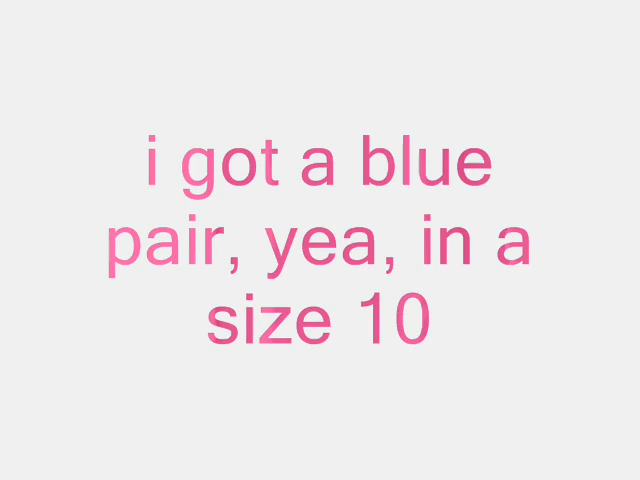 i got a blue
pair, yea, in a
size 10